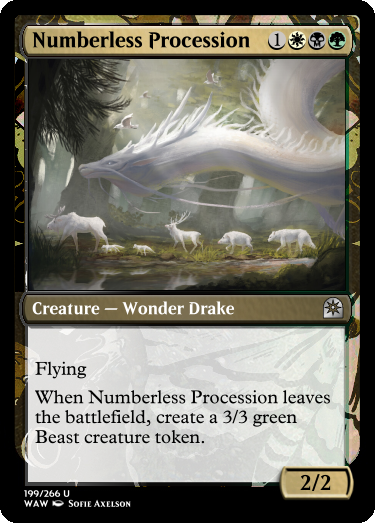 Numberless Procession 1
Creature — Wonder Drake
Flying
When Numberless Procession leaves
the battlefield, create a 3/3 green
Beast creature token.
2/2
199/266 U
WAW Sofie Axelson